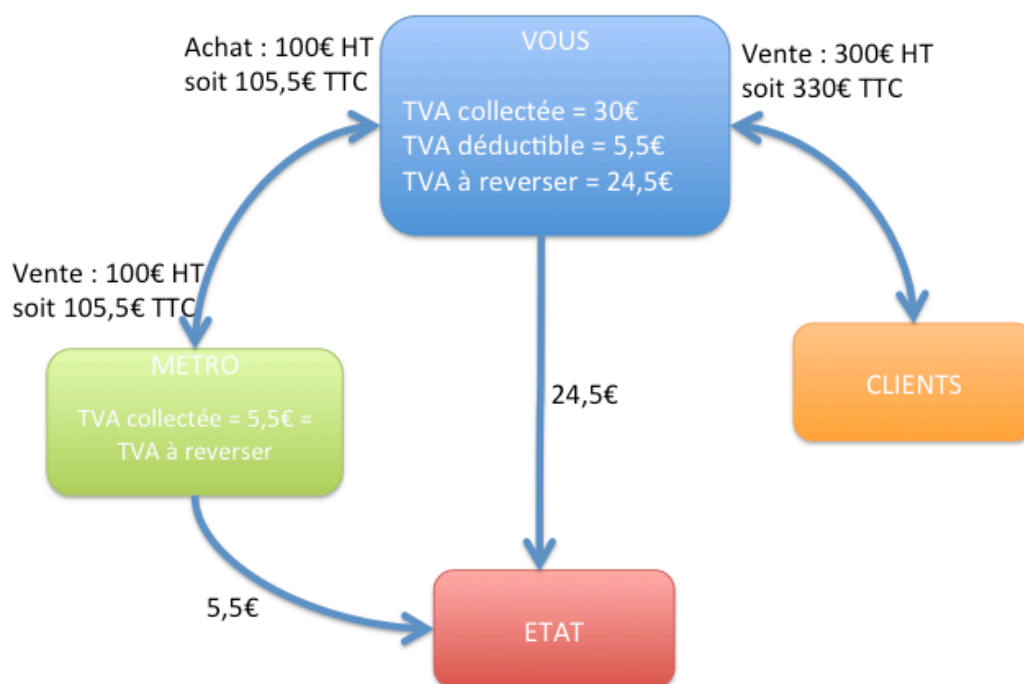 Achat : 100€ HT
soit 105,5€ TTC
VOUS
TVA collectée = 30€
TVA déductible = 5,5€
TVA à reverser = 24,5€
Vente : 300€ HT
soit 330€ TTC
Vente : 100€ HT
soit 105,5€ TTC
METRO
TVA collectée = 5,5€ =
TVA à reverser
CLIENTS
24,5€
5,5€
ETAT